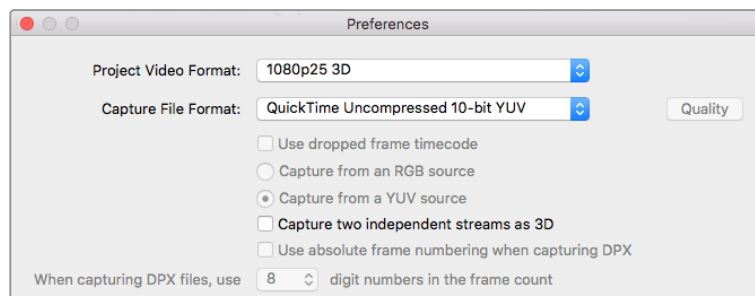 Preferences
Project Video Format: 1080p25 3D
Capture File Format: QuickTime Uncompressed 10-bit YUV Quality
Use dropped frame timecode
Capture from an RGB source
Capture from a YUV source
Capture two independent streams as 3D
Use absolute frame numbering when capturing DPX
When capturing DPX files, use 8 digit numbers in the frame count